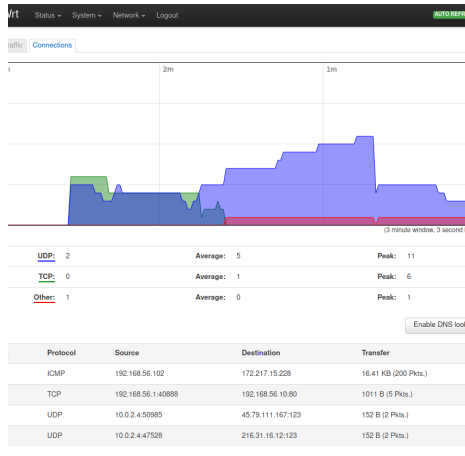 Wrt Status System Network Logout AUTO REFR
raffic Connections
2m 1m
(3 minute window, 3 second
UDP: 2 Average: 5 Peak: 11
TCP: 0 Average: 1 Peak: 6
Other: 1 Average: 0 Peak: 1
Enable DNS look
Protocol Source Destination Transfer
ICMP 192.168.56.102 172.217.15.228 16.41 KB (200 Pkts.)
TCP 192.168.56.1:40888 192.168.56.10:80 1011 B (5 Pkts.)
UDP 10.0.2.4:50985 45.79.111.167:123 152 B (2 Pkts.)
UDP 10.0.2.4:47528 216.31.16.12:123 152 B (2 Pkts.)